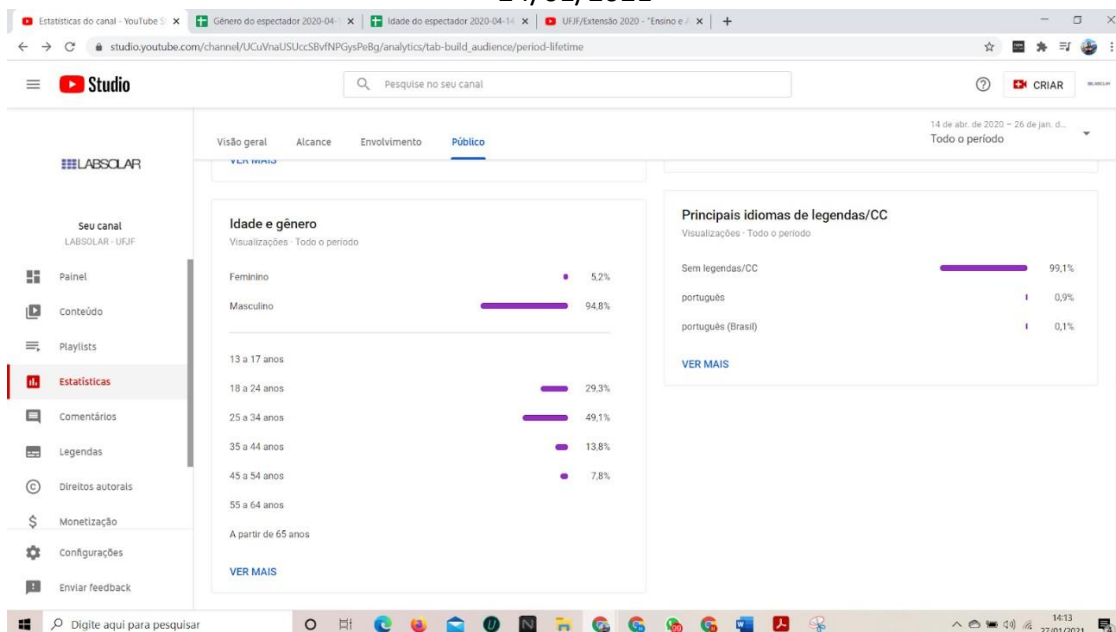 Estatísticas do canal - YouTube S
Gênero do espectador 2020-04-1
Idade do espectador 2020-04-14
UFJF/Extensão 2020 - "Ensino e
studio.youtube.com/channel/UCuVnaUSUccSBvfNPGysPeBg/analytics/tab-build_audience/period-lifetime
Studio
Pesquise no seu canal
CRIAR
Visão geral Alcance Envolvimento Público
14 de abr. de 2020 – 26 de jan. d...
Todo o período
LABSOLAR
VER MAIS
Seu canal
LABSOLAR - UFJF
Painel
Conteúdo
Playlists
Estatísticas
Comentários
Legendas
Direitos autorais
Monetização
Configurações
Enviar feedback
Idade e gênero
Visualizações · Todo o período
Feminino 5,2%
Masculino 94,8%
13 a 17 anos
18 a 24 anos 29,3%
25 a 34 anos 49,1%
35 a 44 anos 13,8%
45 a 54 anos 7,8%
55 a 64 anos
A partir de 65 anos
VER MAIS
Principais idiomas de legendas/CC
Visualizações · Todo o período
Sem legendas/CC 99,1%
português 0,9%
português (Brasil) 0,1%
VER MAIS
Digite aqui para pesquisar
14:13
27/01/2021